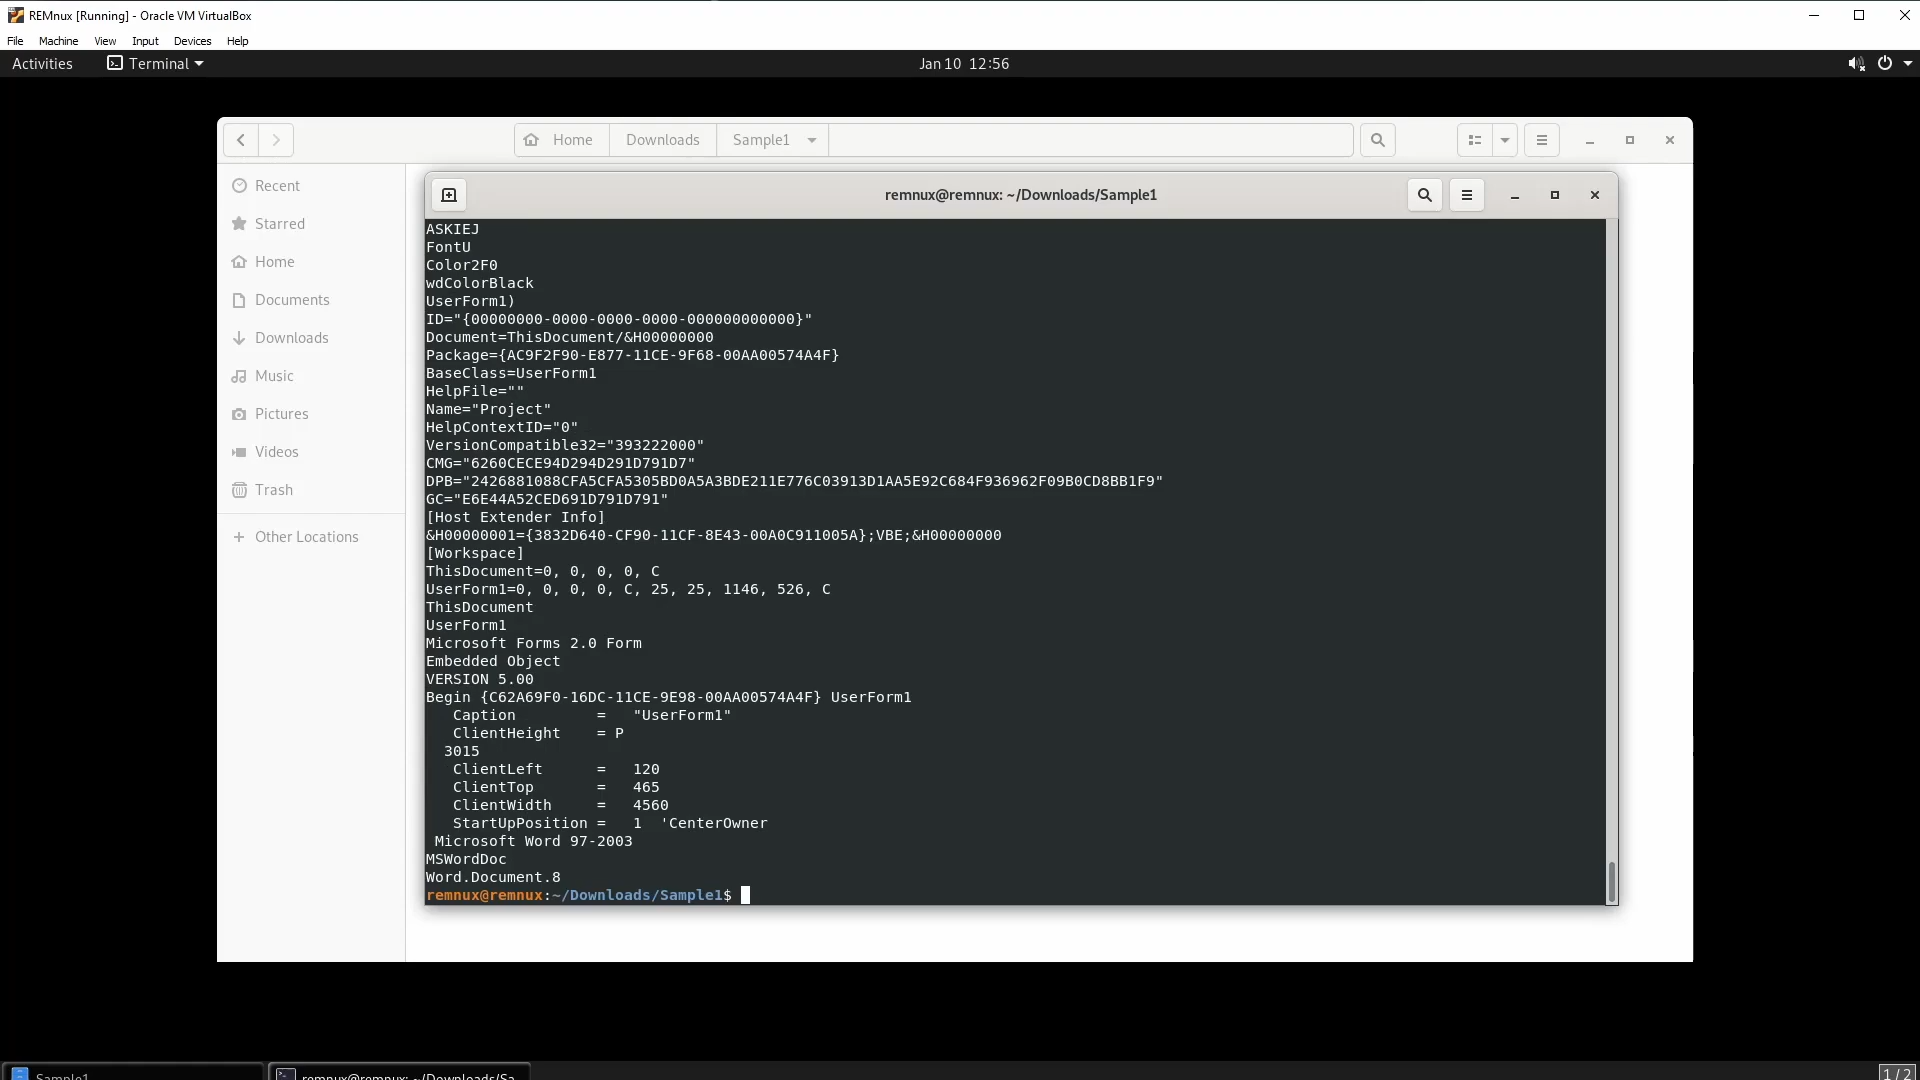 REMnux [Running] - Oracle VM VirtualBox
File Machine View Input Devices Help
Activities Terminal Jan 10 12:56
Home Downloads Sample1
Recent
Starred
Home
Documents
Downloads
Music
Pictures
Videos
Trash
+ Other Locations
remnux@remnux: ~/Downloads/Sample1
ASKIEJ
FontU
Color2F0
wdColorBlack
UserForm1)
ID="{00000000-0000-0000-0000-000000000000}"
Document=ThisDocument/&H00000000
Package={AC9F2F90-E877-11CE-9F68-00AA00574A4F}
BaseClass=UserForm1
HelpFile=""
Name="Project"
HelpContextID="0"
VersionCompatible32="393222000"
CMG="6260CECE94D294D291D791D7"
DPB="2426881088CFA5CFA5305BD0A5A3BDE211E776C03913D1AA5E92C684F936962F09B0CD8BB1F9"
GC="E6E44A52CED691D791D791"
[Host Extender Info]
&H00000001={3832D640-CF90-11CF-8E43-00A0C911005A};VBE;&H00000000
[Workspace]
ThisDocument=0, 0, 0, 0, C
UserForm1=0, 0, 0, 0, C, 25, 25, 1146, 526, C
ThisDocument
UserForm1
Microsoft Forms 2.0 Form
Embedded Object
VERSION 5.00
Begin {C62A69F0-16DC-11CE-9E98-00AA00574A4F} UserForm1
Caption = "UserForm1"
ClientHeight = P
3015
ClientLeft = 120
ClientTop = 465
ClientWidth = 4560
StartUpPosition = 1 'CenterOwner
Microsoft Word 97-2003
MSWordDoc
Word.Document.8
remnux@remnux:~/Downloads/Sample1$
Sample1 remnux@remnux: ~/Downloads/Sa... 1 / 2